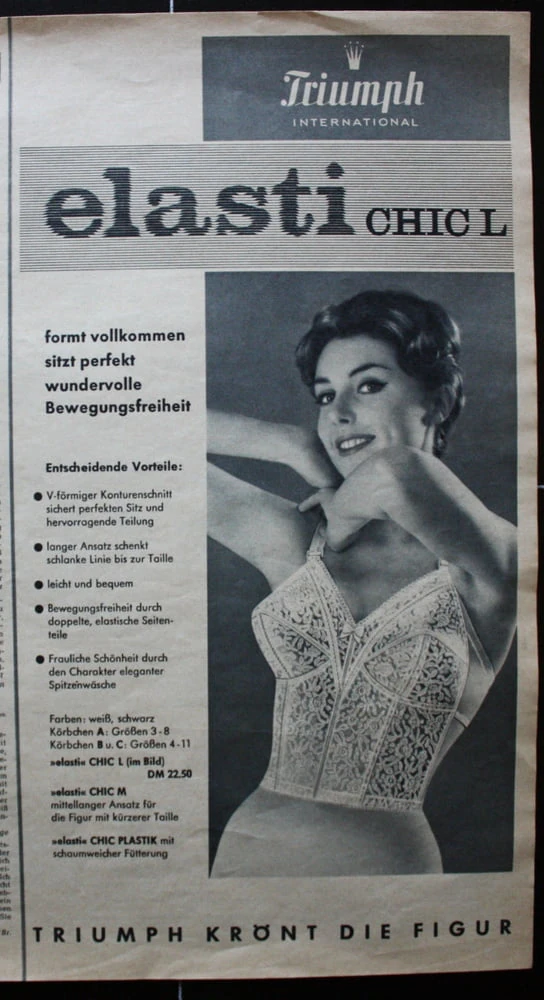 Triumph
INTERNATIONAL
elasti CHIC L
formt vollkommen
sitzt perfekt
wundervolle
Bewegungsfreiheit
Entscheidende Vorteile:
● V-förmiger Konturenschnitt
sichert perfekten Sitz und
hervorragende Teilung
● langer Ansatz schenkt
schlanke Linie bis zur Taille
● leicht und bequem
● Bewegungsfreiheit durch
doppelte, elastische Seiten-
teile
● Frauliche Schönheit durch
den Charakter eleganter
Spitzenwäsche
Farben: weiß, schwarz
Körbchen A: Größen 3-8
Körbchen B u. C: Größen 4-11
»elasti« CHIC L (im Bild)
DM 22.50
»elasti« CHIC M
mittellanger Ansatz für
die Figur mit kürzerer Taille
»elasti« CHIC PLASTIK mit
schaumweicher Fütterung
TRIUMPH KRÖNT DIE FIGUR